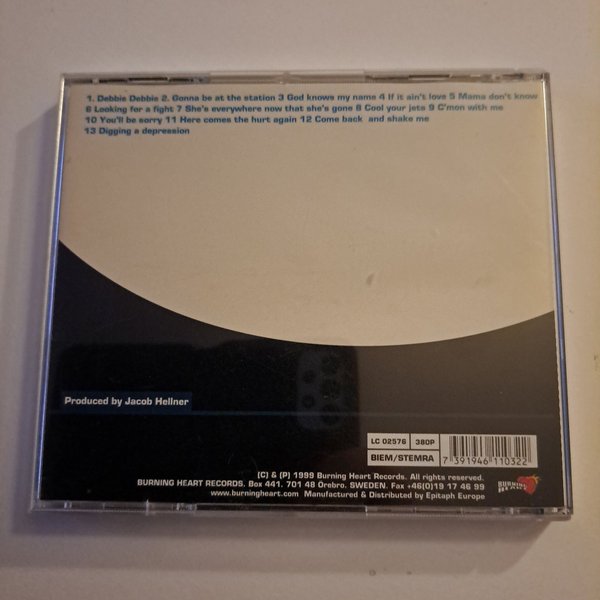 1. Debbie Debbie 2. Gonna be at the station 3 God knows my name 4 If it ain't love 5 Mama don't know
6 Looking for a fight 7 She's everywhere now that she's gone 8 Cool your jets 9 C'mon with me
10 You'll be sorry 11 Here comes the hurt again 12 Come back and shake me
13 Digging a depression
Produced by Jacob Hellner
LC 02576 380P
BIEM/STEMRA
7 391946 110322
(C) & (P) 1999 Burning Heart Records. All rights reserved.
BURNING HEART RECORDS. Box 441. 701 48 Orebro. SWEDEN. Fax +46(0)19 17 46 99
www.burningheart.com Manufactured & Distributed by Epitaph Europe
BURNING
HEART